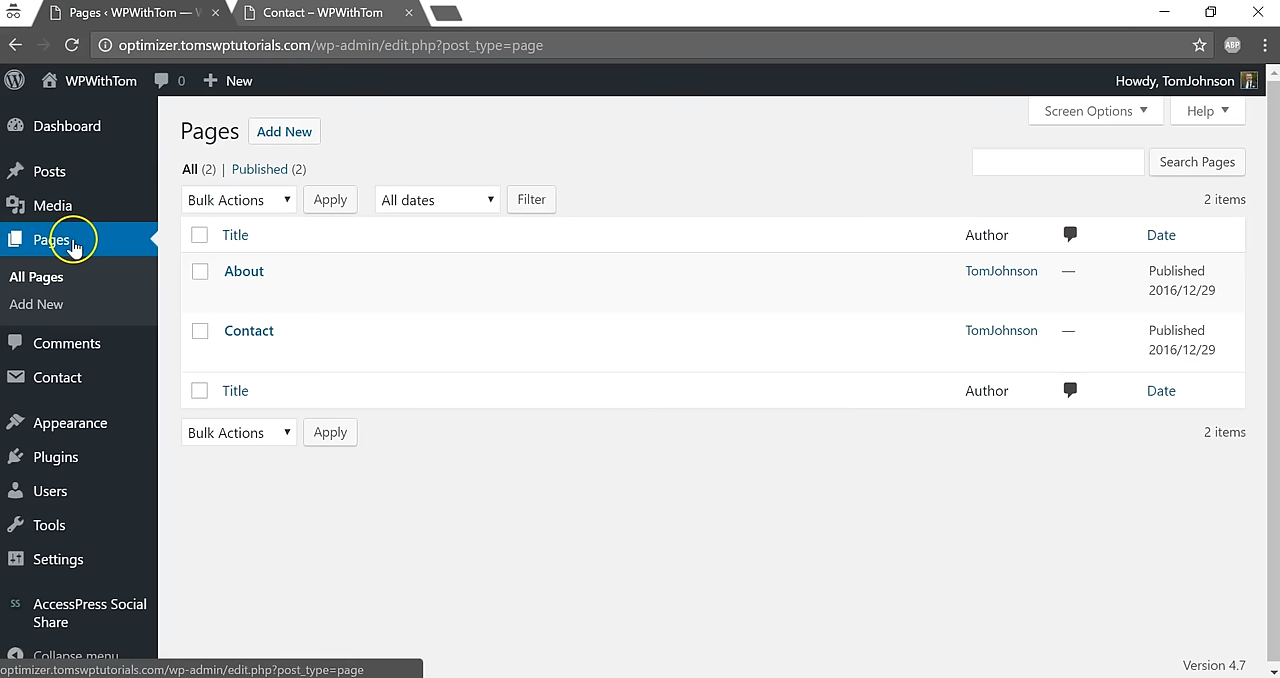 Pages ‹ WPWithTom —
Contact – WPWithTom
optimizer.tomswptutorials.com/wp-admin/edit.php?post_type=page
ABP
WPWithTom
0
New
Howdy, TomJohnson
Dashboard
Posts
Media
Pages
All Pages
Add New
Comments
Contact
Appearance
Plugins
Users
Tools
Settings
SS AccessPress Social
Share
Collapse menu
Screen Options ▼
Help ▼
Pages
Add New
All (2) | Published (2)
Search Pages
Bulk Actions ▼
Apply
All dates ▼
Filter
2 items
Title
Author
Date
About
TomJohnson
—
Published
2016/12/29
Contact
TomJohnson
—
Published
2016/12/29
Title
Author
Date
Bulk Actions ▼
Apply
2 items
optimizer.tomswptutorials.com/wp-admin/edit.php?post_type=page
Version 4.7